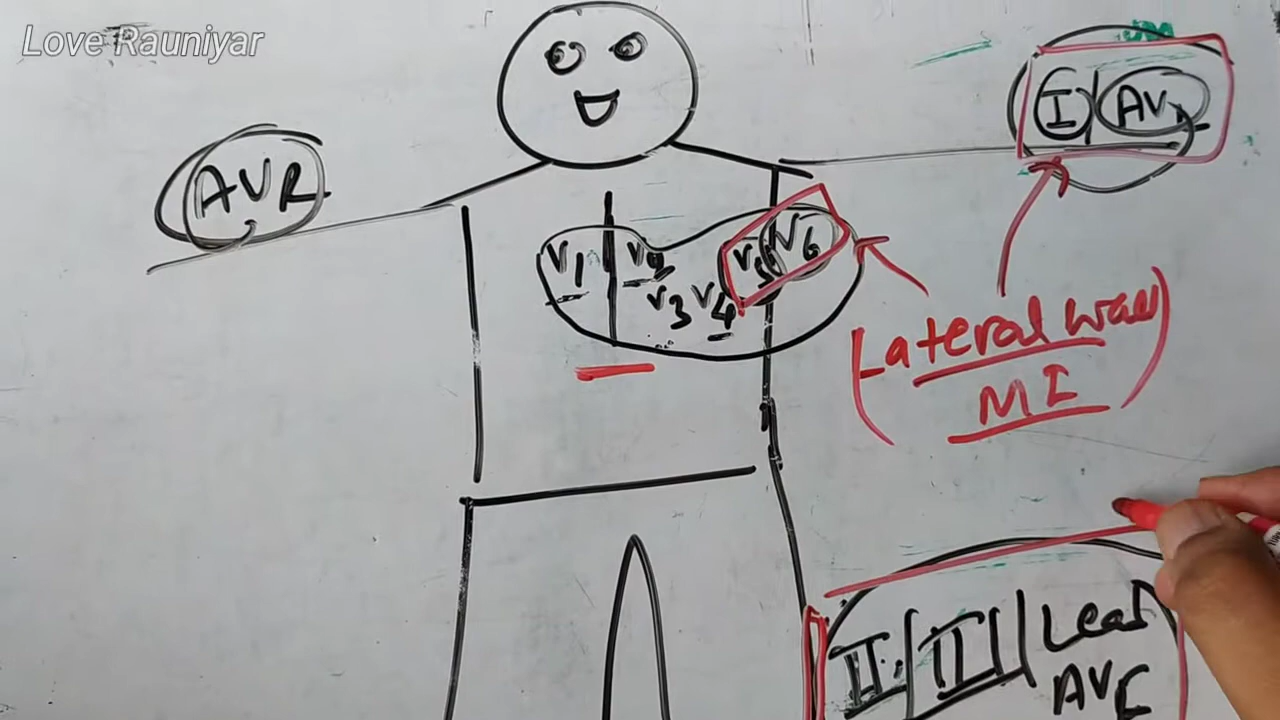 Love Rauniyar
I AVL
AVR
V1 V2 V5 V6
V3 V4
Lateral wall
MI
II III Lead
AVF